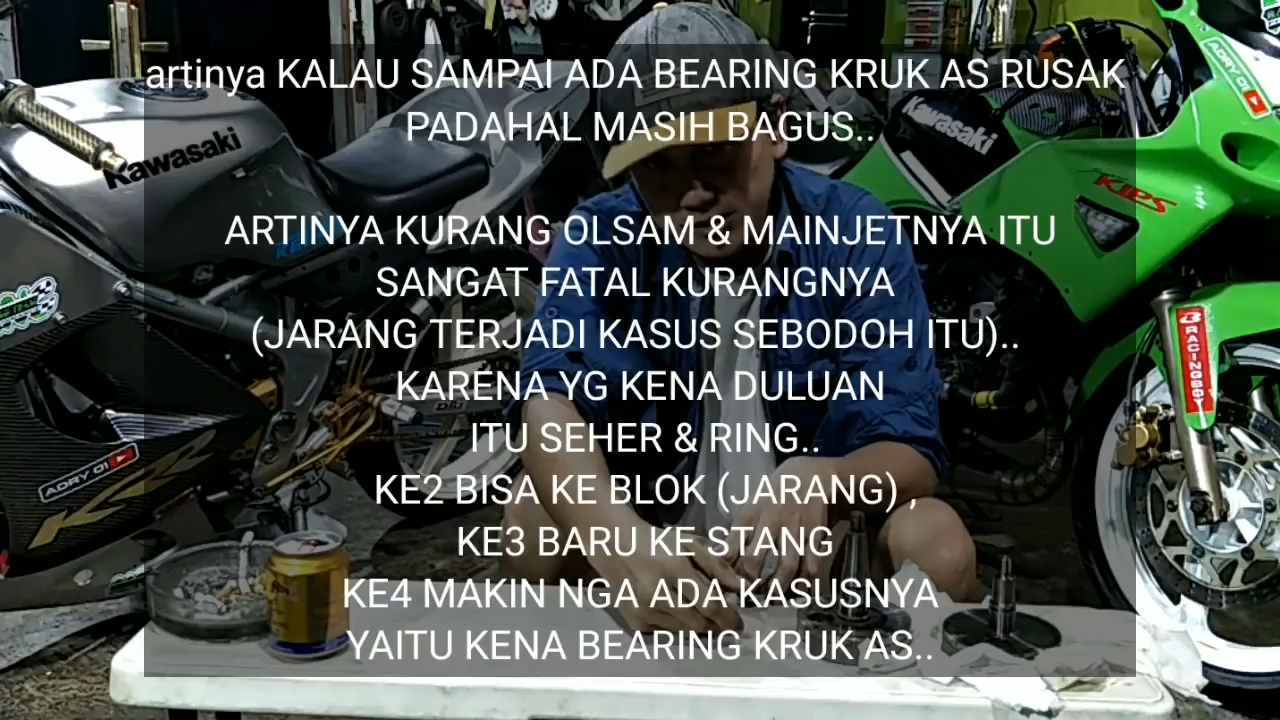 artinya KALAU SAMPAI ADA BEARING KRUK AS RUSAK
PADAHAL MASIH BAGUS..
ARTINYA KURANG OLSAM & MAINJETNYA ITU
SANGAT FATAL KURANGNYA
(JARANG TERJADI KASUS SEBODOH ITU)..
KARENA YG KENA DULUAN
ITU SEHER & RING..
KE2 BISA KE BLOK (JARANG) ,
KE3 BARU KE STANG
KE4 MAKIN NGA ADA KASUSNYA
YAITU KENA BEARING KRUK AS..
Kawasaki
ADRY 01
Kawasaki
KIPS
ADRY 01
RACINGBOY